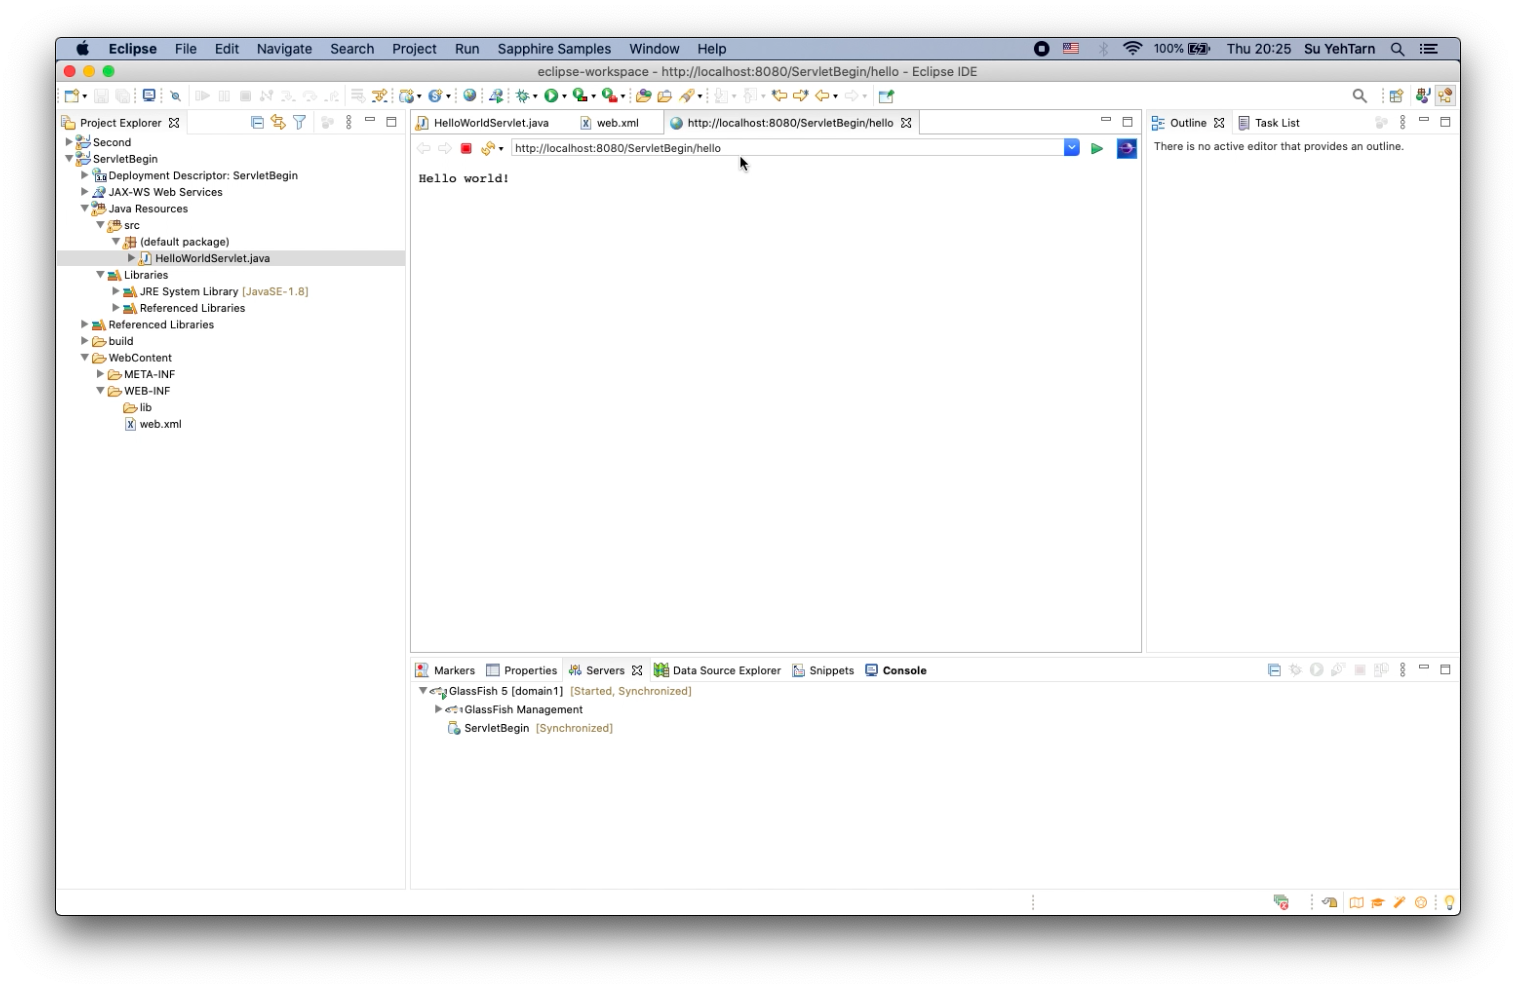 Eclipse File Edit Navigate Search Project Run Sapphire Samples Window Help 100% Thu 20:25 Su YehTarn
eclipse-workspace - http://localhost:8080/ServletBegin/hello - Eclipse IDE
Project Explorer
Second
ServletBegin
Deployment Descriptor: ServletBegin
JAX-WS Web Services
Java Resources
src
(default package)
HelloWorldServlet.java
Libraries
JRE System Library [JavaSE-1.8]
Referenced Libraries
Referenced Libraries
build
WebContent
META-INF
WEB-INF
lib
web.xml
HelloWorldServlet.java web.xml http://localhost:8080/ServletBegin/hello
http://localhost:8080/ServletBegin/hello
Hello world!
Outline Task List
There is no active editor that provides an outline.
Markers Properties Servers Data Source Explorer Snippets Console
GlassFish 5 [domain1] [Started, Synchronized]
GlassFish Management
ServletBegin [Synchronized]